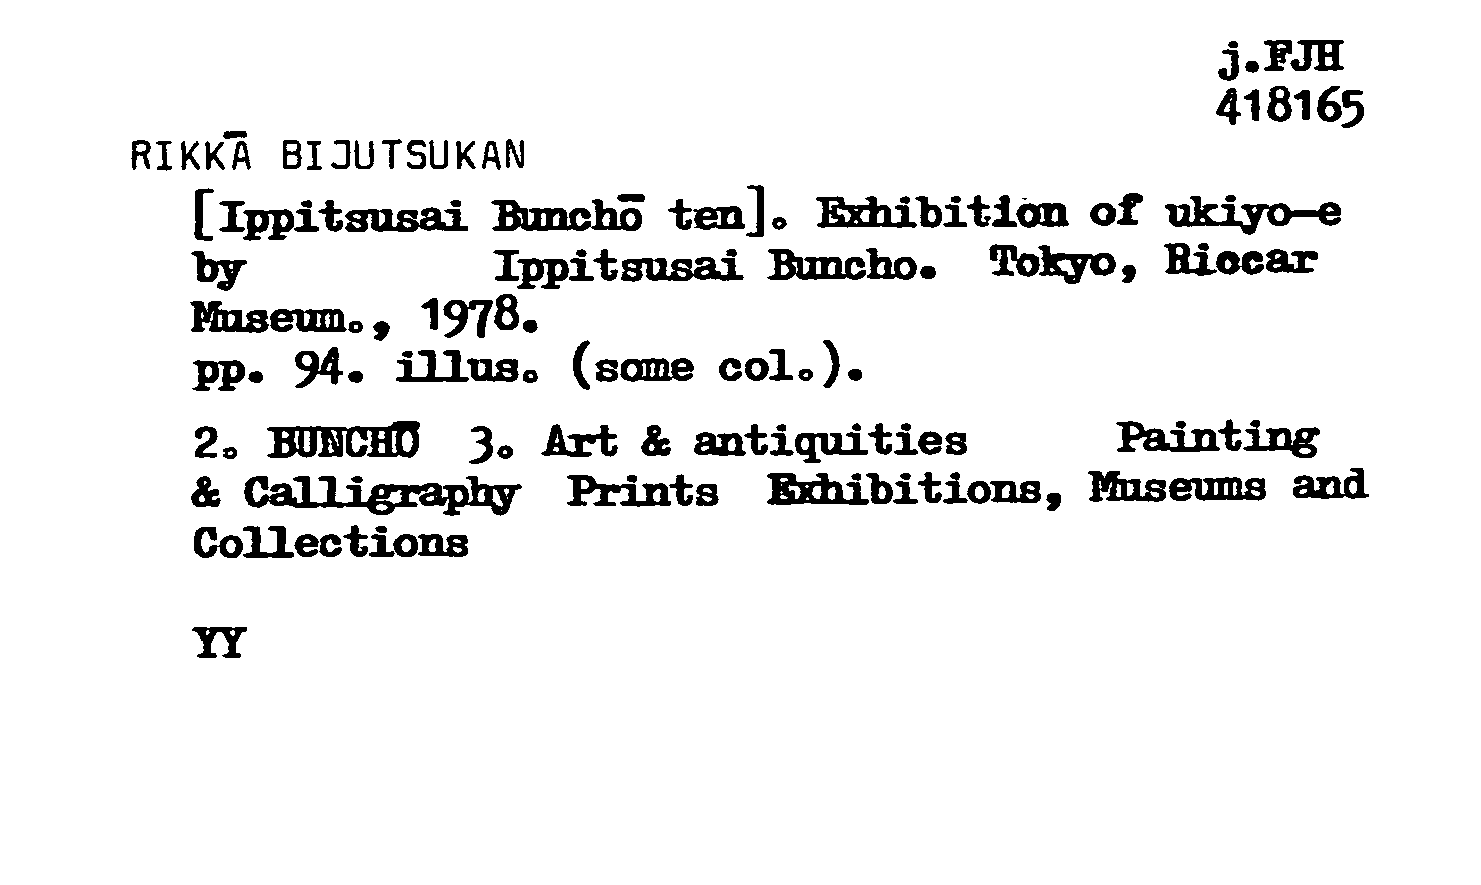 j.FJH
418165
RIKKĀ BIJUTSUKAN
[Ippitsusai Bunchō ten]. Exhibition of ukiyo-e
by Ippitsusai Buncho. Tokyo, Riccar
Museum., 1978.
pp. 94. illus. (some col.).
2. BUNCHŌ 3. Art & antiquities Painting
& Calligraphy Prints Exhibitions, Museums and
Collections
YY